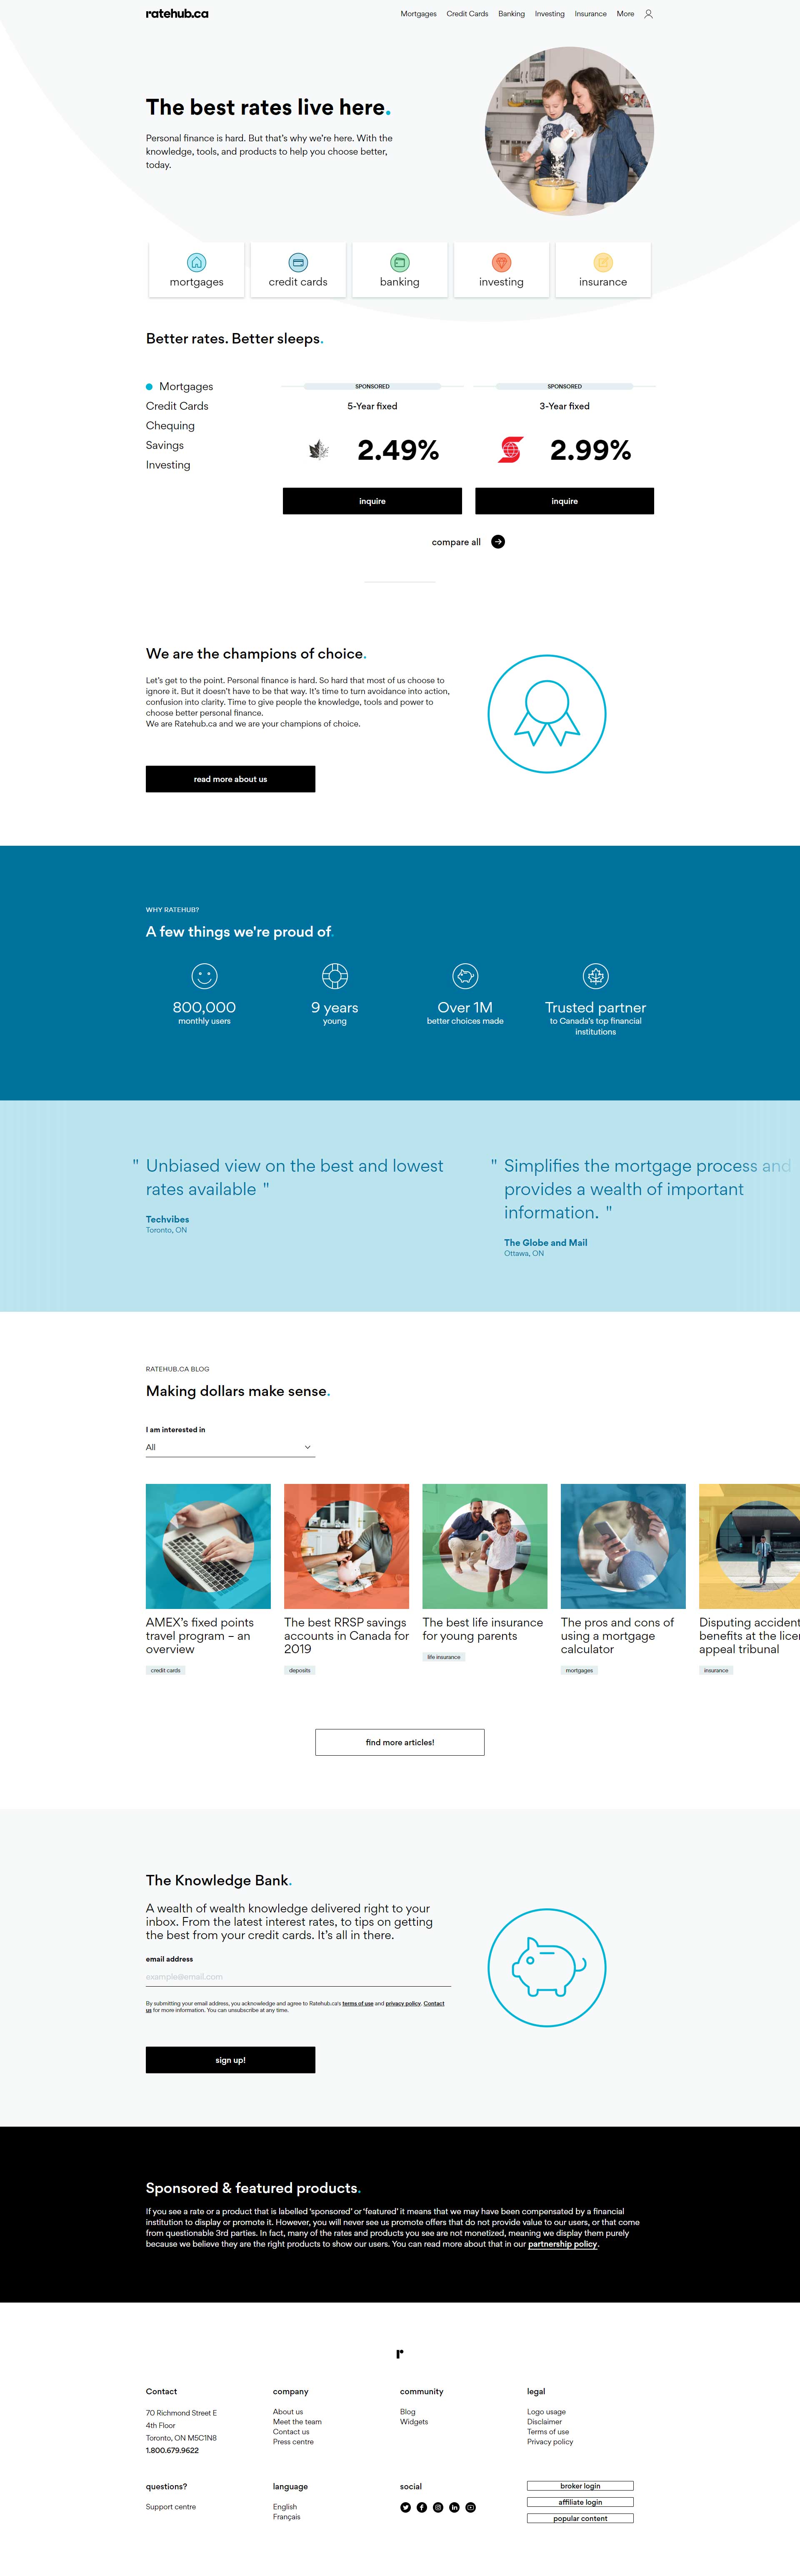 ratehub.ca
Mortgages Credit Cards Banking Investing Insurance More
The best rates live here.
Personal finance is hard. But that's why we're here. With the
knowledge, tools, and products to help you choose better,
today.
mortgages credit cards banking investing insurance
Better rates. Better sleeps.
Mortgages
Credit Cards
Chequing
Savings
Investing
SPONSORED
5-Year fixed
2.49%
inquire
SPONSORED
3-Year fixed
2.99%
inquire
compare all
We are the champions of choice.
Let's get to the point. Personal finance is hard. So hard that most of us choose to
ignore it. But it doesn't have to be that way. It's time to turn avoidance into action,
confusion into clarity. Time to give people the knowledge, tools and power to
choose better personal finance.
We are Ratehub.ca and we are your champions of choice.
read more about us
WHY RATEHUB?
A few things we're proud of.
800,000
monthly users
9 years
young
Over 1M
better choices made
Trusted partner
to Canada's top financial
institutions
" Unbiased view on the best and lowest
rates available "
Techvibes
Toronto, ON
" Simplifies the mortgage process and
provides a wealth of important
information. "
The Globe and Mail
Ottawa, ON
RATEHUB.CA BLOG
Making dollars make sense.
I am interested in
All
AMEX's fixed points
travel program – an
overview
credit cards
The best RRSP savings
accounts in Canada for
2019
deposits
The best life insurance
for young parents
life insurance
The pros and cons of
using a mortgage
calculator
mortgages
Disputing accident
benefits at the licen
appeal tribunal
insurance
find more articles!
The Knowledge Bank.
A wealth of wealth knowledge delivered right to your
inbox. From the latest interest rates, to tips on getting
the best from your credit cards. It's all in there.
email address
example@email.com
By submitting your email address, you acknowledge and agree to Ratehub.ca's terms of use and privacy policy. Contact
us for more information. You can unsubscribe at any time.
sign up!
Sponsored & featured products.
If you see a rate or a product that is labelled 'sponsored' or 'featured' it means that we may have been compensated by a financial
institution to display or promote it. However, you will never see us promote offers that do not provide value to our users, or that come
from questionable 3rd parties. In fact, many of the rates and products you see are not monetized, meaning we display them purely
because we believe they are the right products to show our users. You can read more about that in our partnership policy.
r
Contact
70 Richmond Street E
4th Floor
Toronto, ON M5C1N8
1.800.679.9622
company
About us
Meet the team
Contact us
Press centre
community
Blog
Widgets
legal
Logo usage
Disclaimer
Terms of use
Privacy policy
questions?
Support centre
language
English
Français
social
broker login
affiliate login
popular content